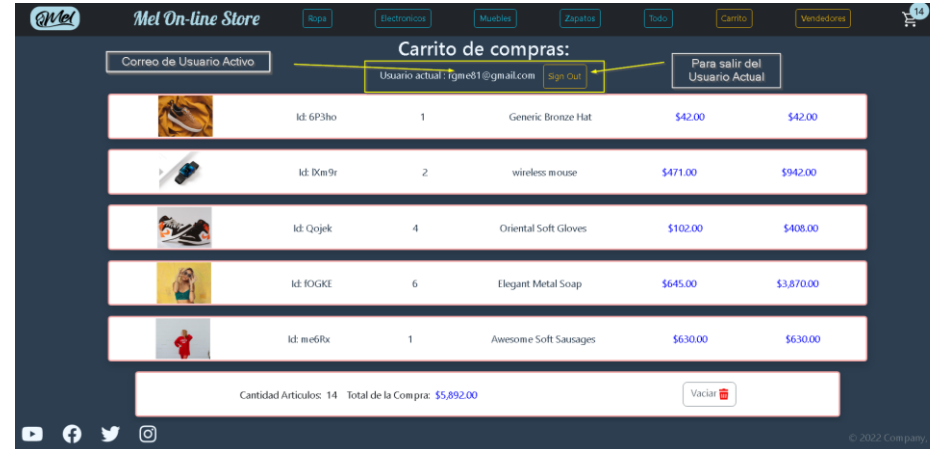 Mel
Mel On-line Store
Ropa
Electronicos
Muebles
Zapatos
Todo
Carrito
Vendedores
14
Carrito de compras:
Correo de Usuario Activo
Usuario actual : rgme81@gmail.com
Sign Out
Para salir del
Usuario Actual
Id: 6P3ho 1 Generic Bronze Hat $42.00 $42.00
Id: lXm9r 2 wireless mouse $471.00 $942.00
Id: Qojek 4 Oriental Soft Gloves $102.00 $408.00
Id: fOGKE 6 Elegant Metal Soap $645.00 $3,870.00
Id: me6Rx 1 Awesome Soft Sausages $630.00 $630.00
Cantidad Articulos: 14 Total de la Compra: $5,892.00 Vaciar
© 2022 Company,